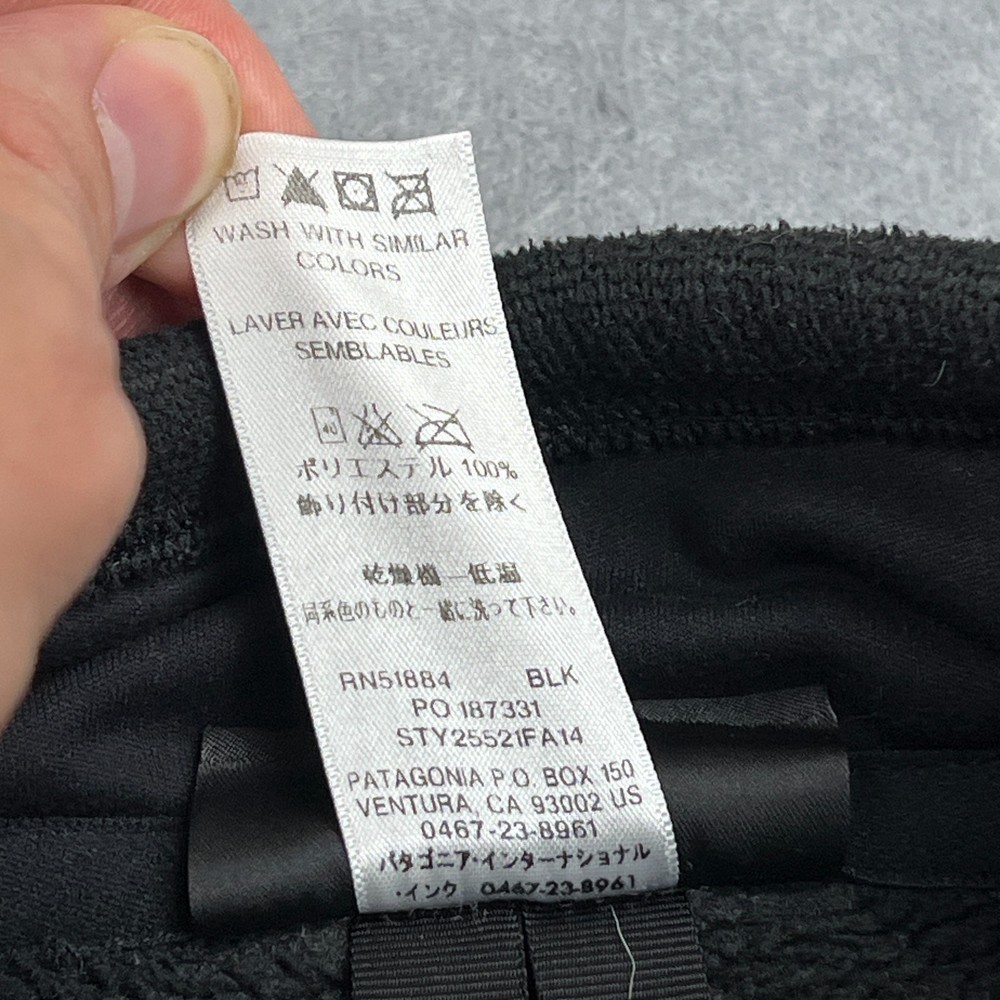 WASH WITH SIMILAR
COLORS
LAVER AVEC COULEURS
SEMBLABLES
40
ポリエステル 100%
飾り付け部分を除く
乾燥機—低温
同系色のものと一緒に洗って下さい。
RN51884 BLK
PO 187331
STY25521FA14
PATAGONIA P.O. BOX 150
VENTURA, CA 93002 US
0467-23-8961
パタゴニア・インターナショナル
・インク 0467-23-8961